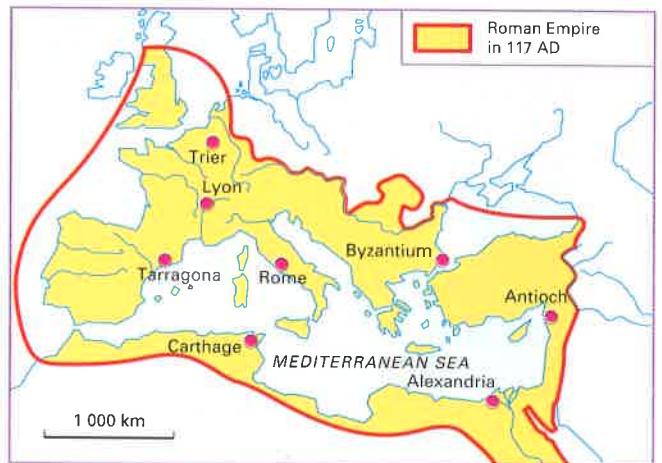 Roman Empire
in 117 AD
Trier
Lyon
Byzantium
Tarragona
Rome
Antioch
Carthage
MEDITERRANEAN SEA
Alexandria
1 000 km